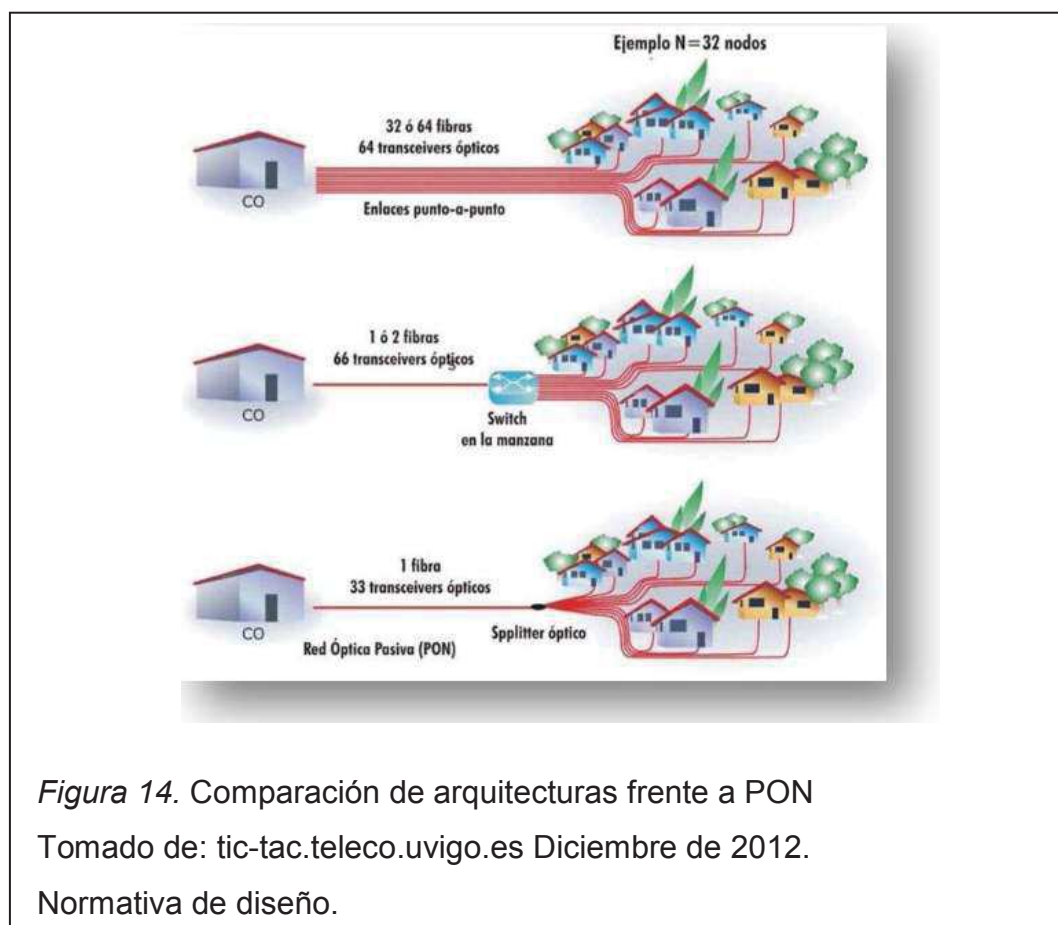 Ejemplo N=32 nodos
32 ó 64 fibras
64 transceivers ópticos
CO
Enlaces punto-a-punto
1 ó 2 fibras
66 transceivers ópticos
CO
Switch
en la manzana
1 fibra
33 transceivers ópticos
CO
Spplitter óptico
Red Óptica Pasiva (PON)
Figura 14. Comparación de arquitecturas frente a PON
Tomado de: tic-tac.teleco.uvigo.es Diciembre de 2012.
Normativa de diseño.